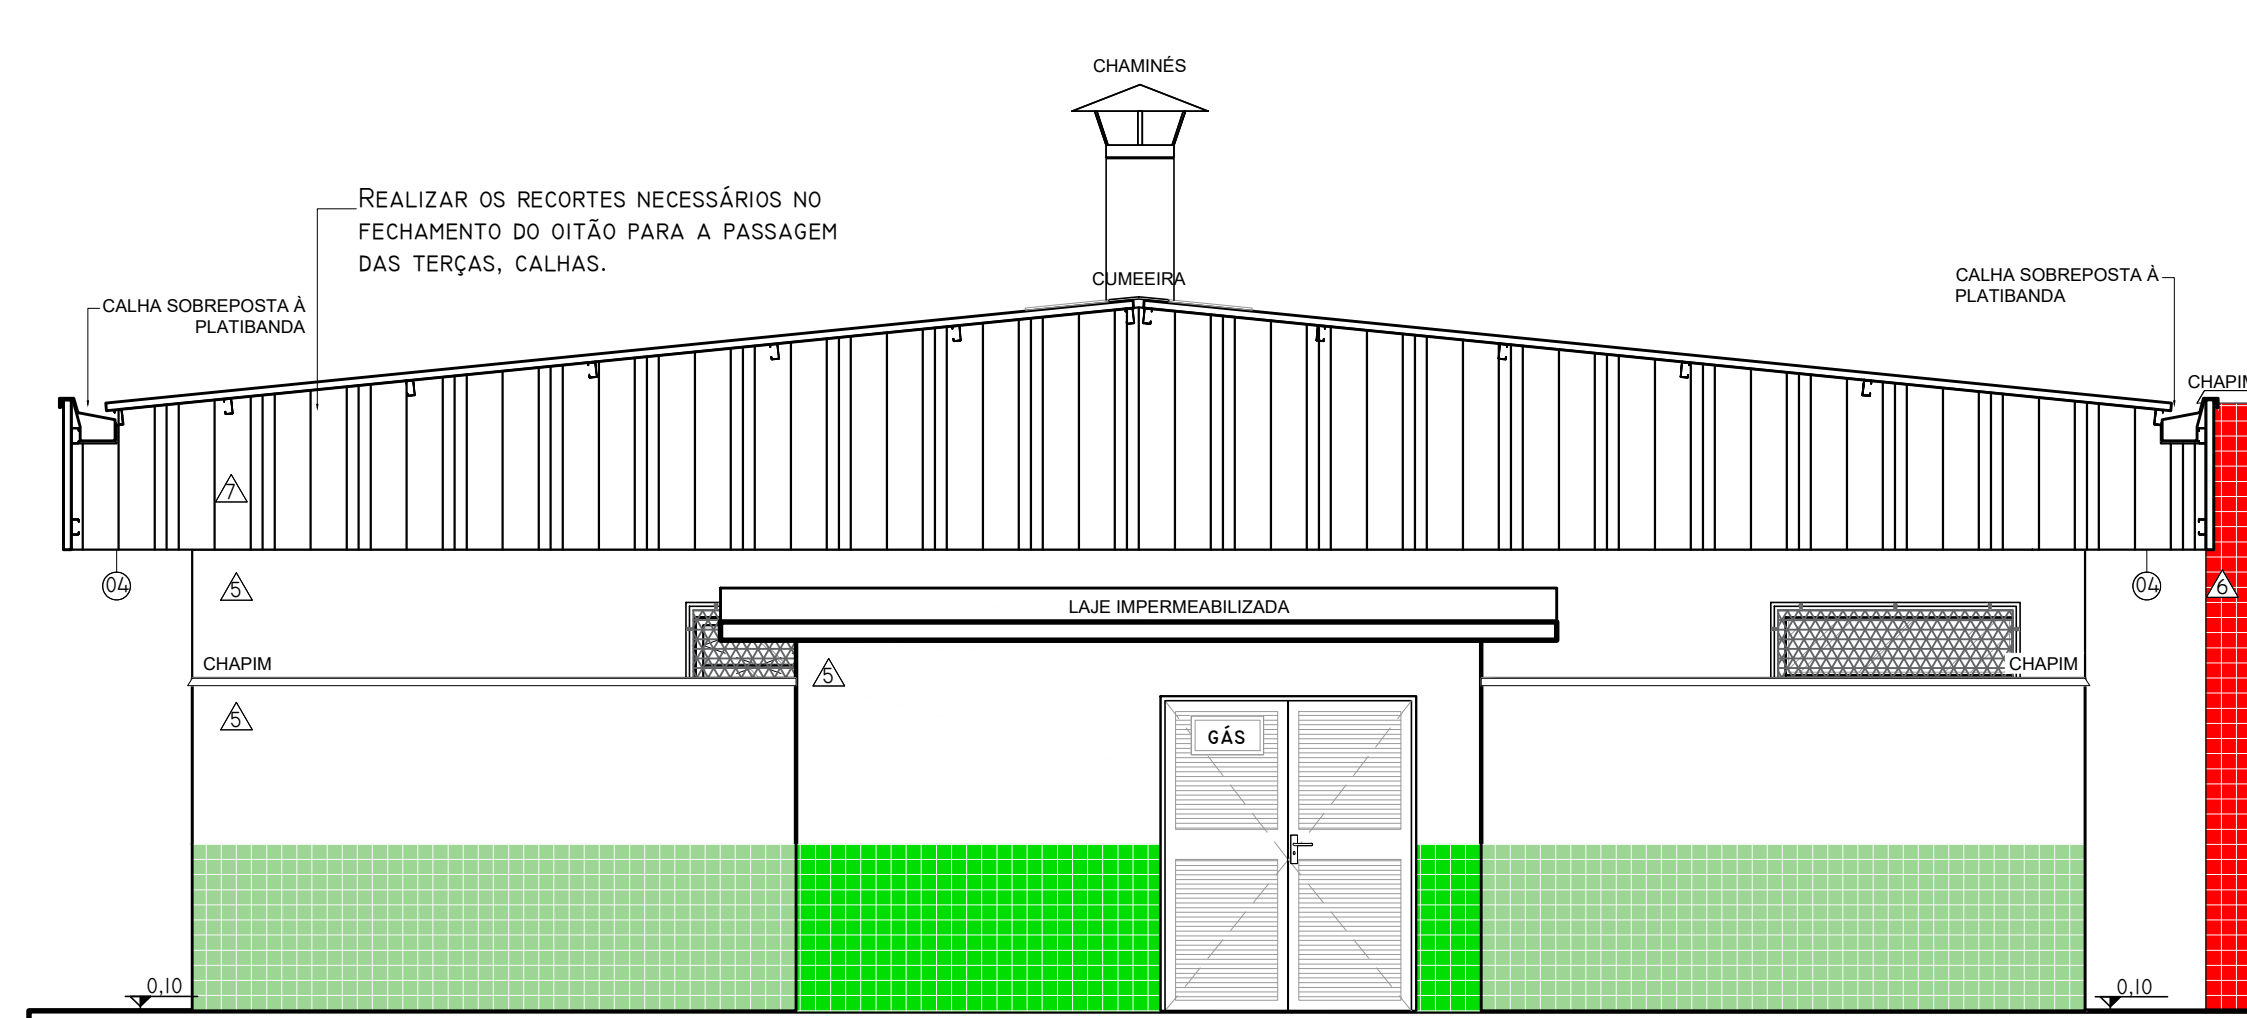 CHAMINÉS
REALIZAR OS RECORTES NECESSÁRIOS NO
FECHAMENTO DO OITÃO PARA A PASSAGEM
DAS TERÇAS, CALHAS.
CUMEEIRA
CALHA SOBREPOSTA À
PLATIBANDA
CALHA SOBREPOSTA À
PLATIBANDA
CHAPIM
7
04
5
LAJE IMPERMEABILIZADA
04
6
CHAPIM
5
CHAPIM
5
GÁS
0,10
0,10